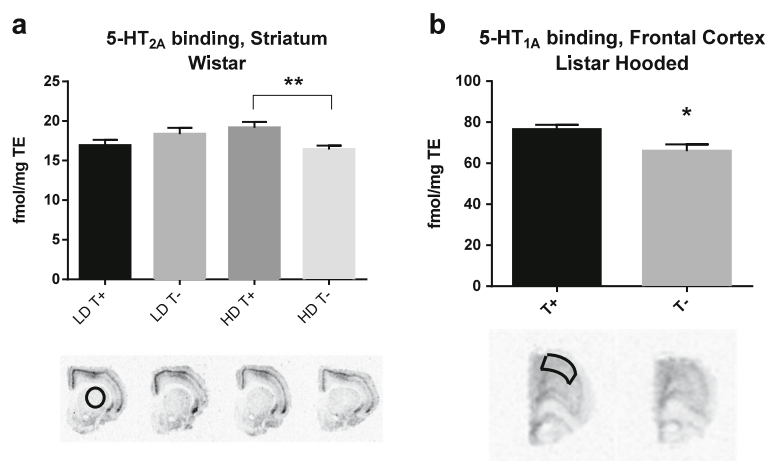 a
5-HT2A binding, Striatum
Wistar
25
20
15
10
5
0
fmol/mg TE
**
LD T+
LD T-
HD T+
HD T-
b
5-HT1A binding, Frontal Cortex
Listar Hooded
100
80
60
40
20
0
fmol/mg TE
*
T+
T-